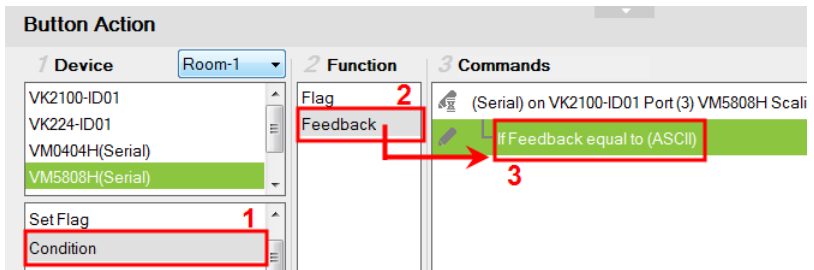 Button Action
1 Device
Room-1
2 Function
3 Commands
VK2100-ID01
VK224-ID01
VM0404H(Serial)
VM5808H(Serial)
Flag
2
Feedback
(Serial) on VK2100-ID01 Port (3) VM5808H Scali
If Feedback equal to (ASCII)
3
Set Flag
1
Condition